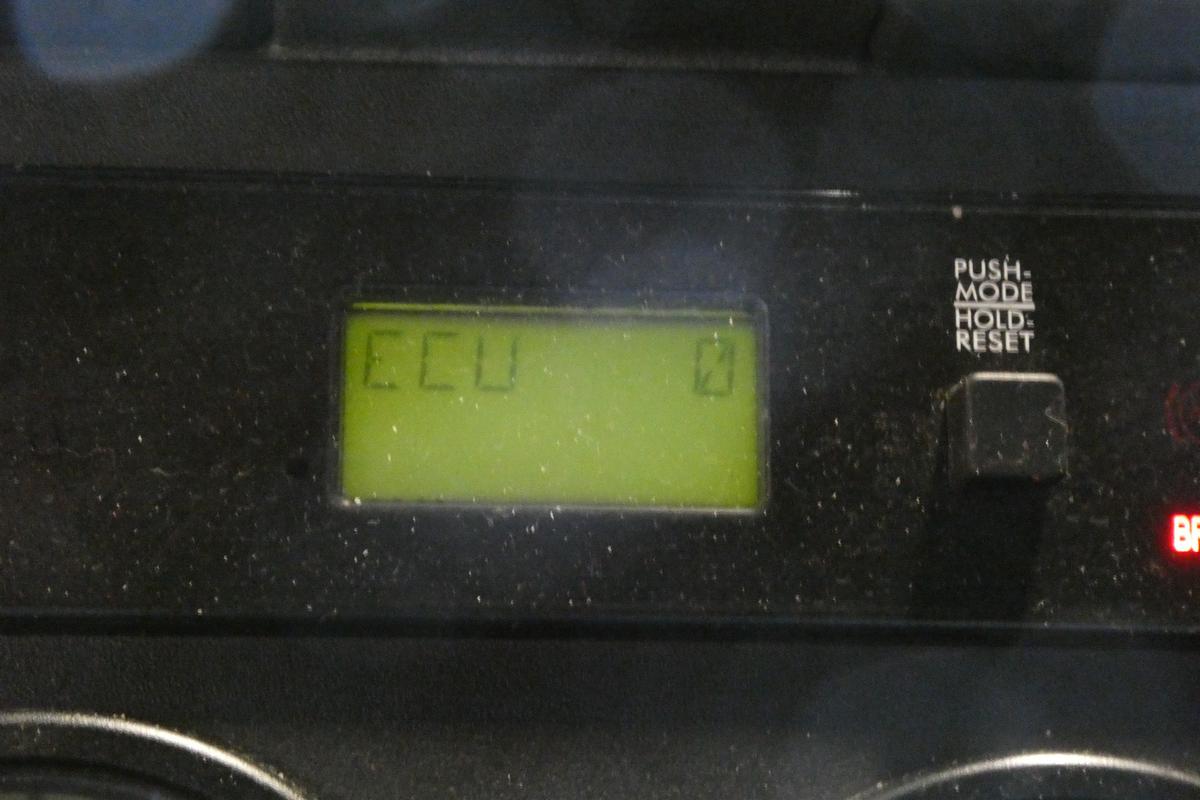 PUSH-
MODE
HOLD-
RESET
ECU 0